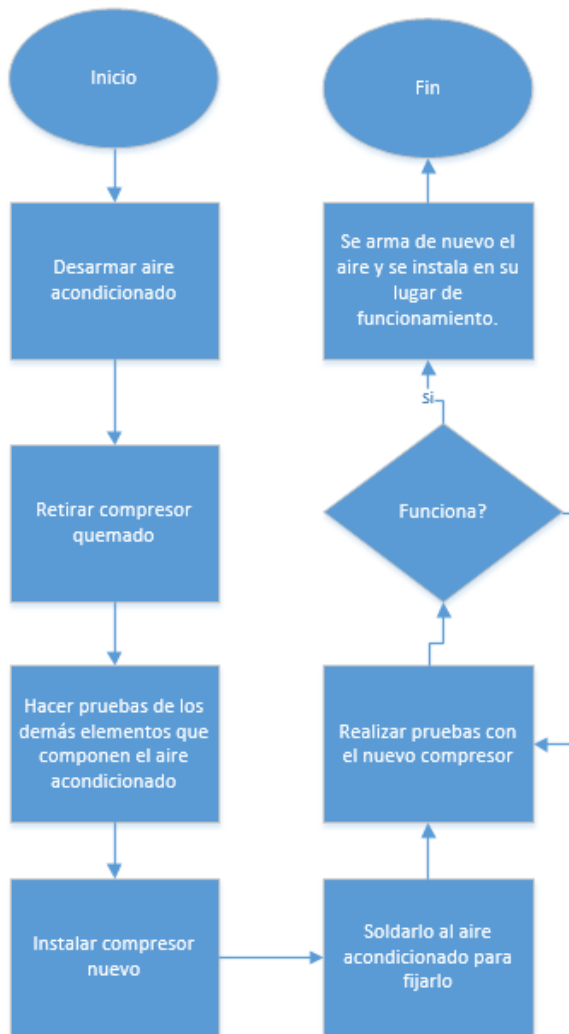 Inicio
Desarmar aire
acondicionado
Retirar compresor
quemado
Hacer pruebas de los
demás elementos que
componen el aire
acondicionado
Instalar compresor
nuevo
Soldarlo al aire
acondicionado para
fijarlo
Realizar pruebas con
el nuevo compresor
Funciona?
si
Se arma de nuevo el
aire y se instala en su
lugar de
funcionamiento.
Fin